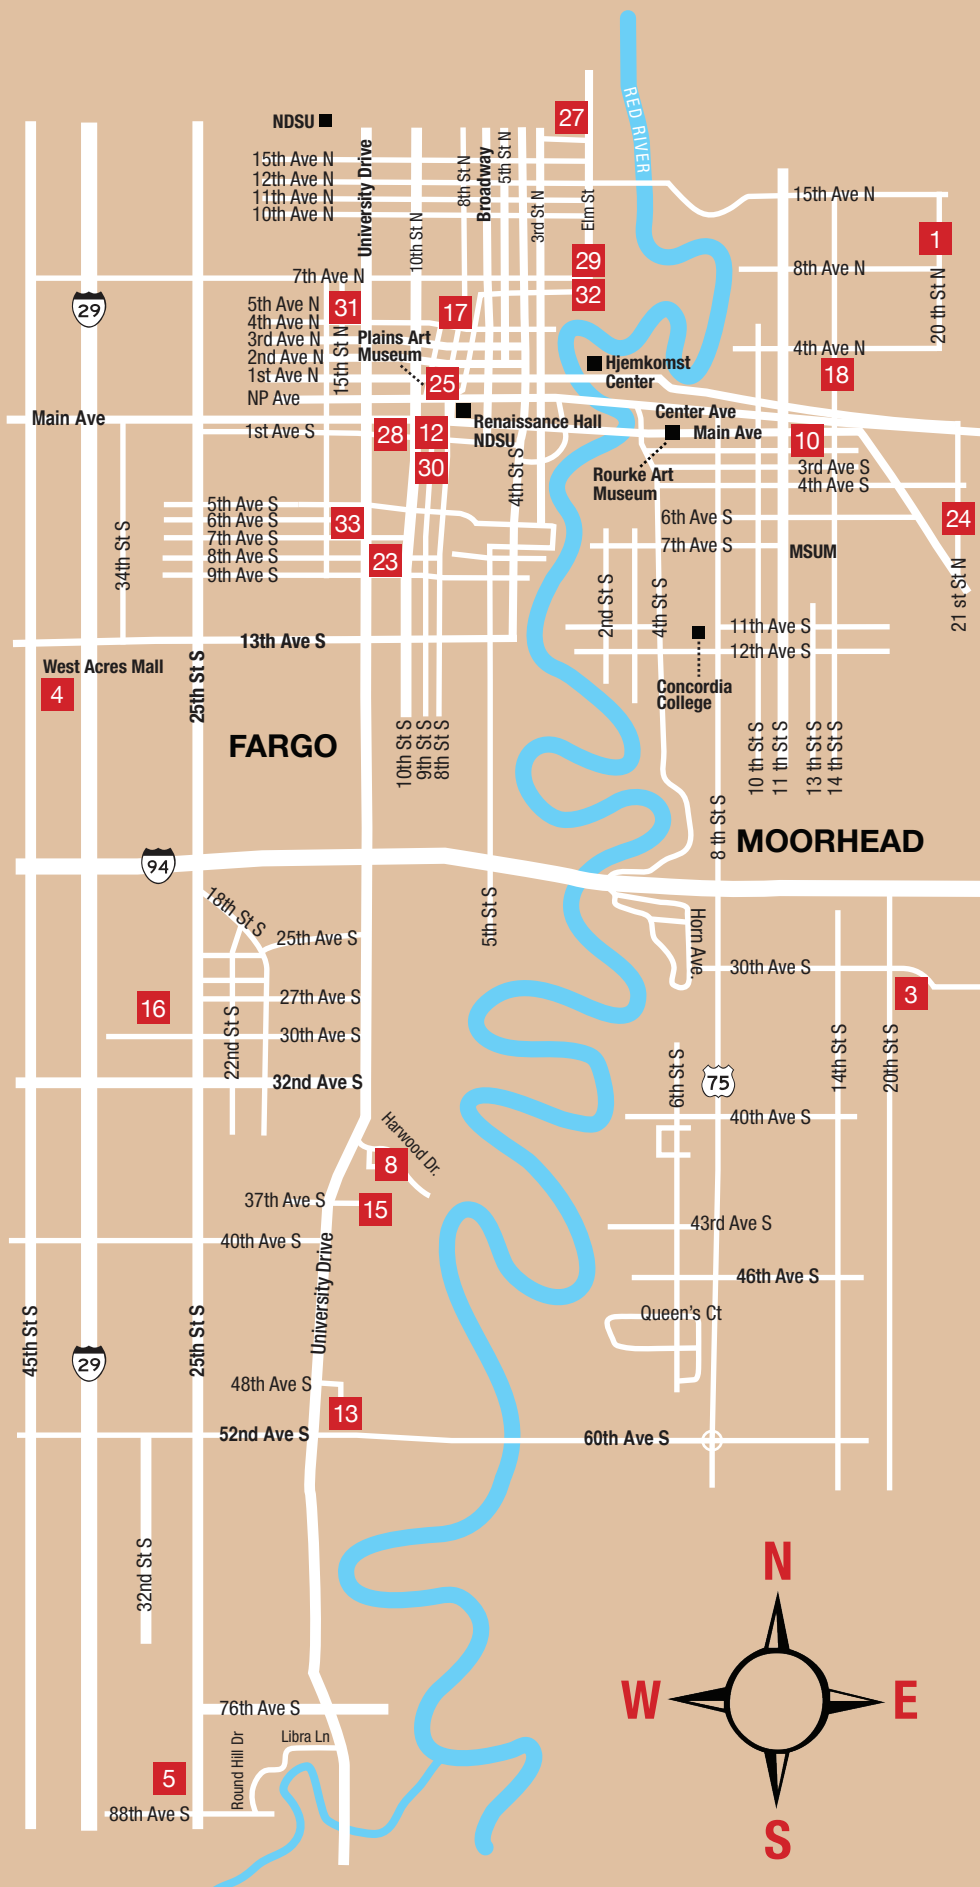 RED RIVER
27
NDSU
15th Ave N
12th Ave N
11th Ave N
10th Ave N
University Drive
10th St N
8th St N
Broadway
5th St N
3rd St N
Elm St
15th Ave N
1
8th Ave N
20 th St N
29
32
7th Ave N
29
5th Ave N
31
17
4th Ave N
3rd Ave N
2nd Ave N
1st Ave N
15th St N
Plains Art
Museum
NP Ave
25
Hjemkomst
Center
4th Ave N
18
Main Ave
1st Ave S
28
12
30
Renaissance Hall
NDSU
4th St S
Center Ave
Main Ave
10
Rourke Art
Museum
3rd Ave S
4th Ave S
6th Ave S
24
7th Ave S
MSUM
21 st St N
34th St S
5th Ave S
6th Ave S
7th Ave S
8th Ave S
9th Ave S
33
23
2nd St S
4th St S
11th Ave S
12th Ave S
13th Ave S
West Acres Mall
4
25th St S
Concordia
College
FARGO
10th St S
9th St S
8th St S
10 th St S
11 th St S
13 th St S
14 th St S
8 th St S
MOORHEAD
94
18th St S
25th Ave S
5th St S
Horn Ave.
30th Ave S
3
16
27th Ave S
22nd St S
30th Ave S
32nd Ave S
6th St S
75
14th St S
20th St S
40th Ave S
Harwood Dr.
8
37th Ave S
15
40th Ave S
University Drive
43rd Ave S
46th Ave S
Queen's Ct
45th St S
29
25th St S
48th Ave S
13
52nd Ave S
60th Ave S
32nd St S
N
W
E
S
76th Ave S
Libra Ln
Round Hill Dr
5
88th Ave S